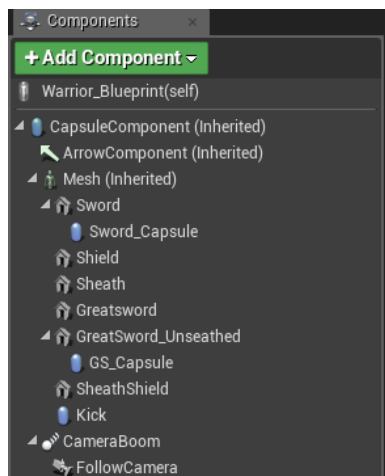 Components
+ Add Component
Warrior_Blueprint(self)
CapsuleComponent (Inherited)
ArrowComponent (Inherited)
Mesh (Inherited)
Sword
Sword_Capsule
Shield
Sheath
Greatsword
GreatSword_Unseathed
GS_Capsule
SheathShield
Kick
CameraBoom
FollowCamera